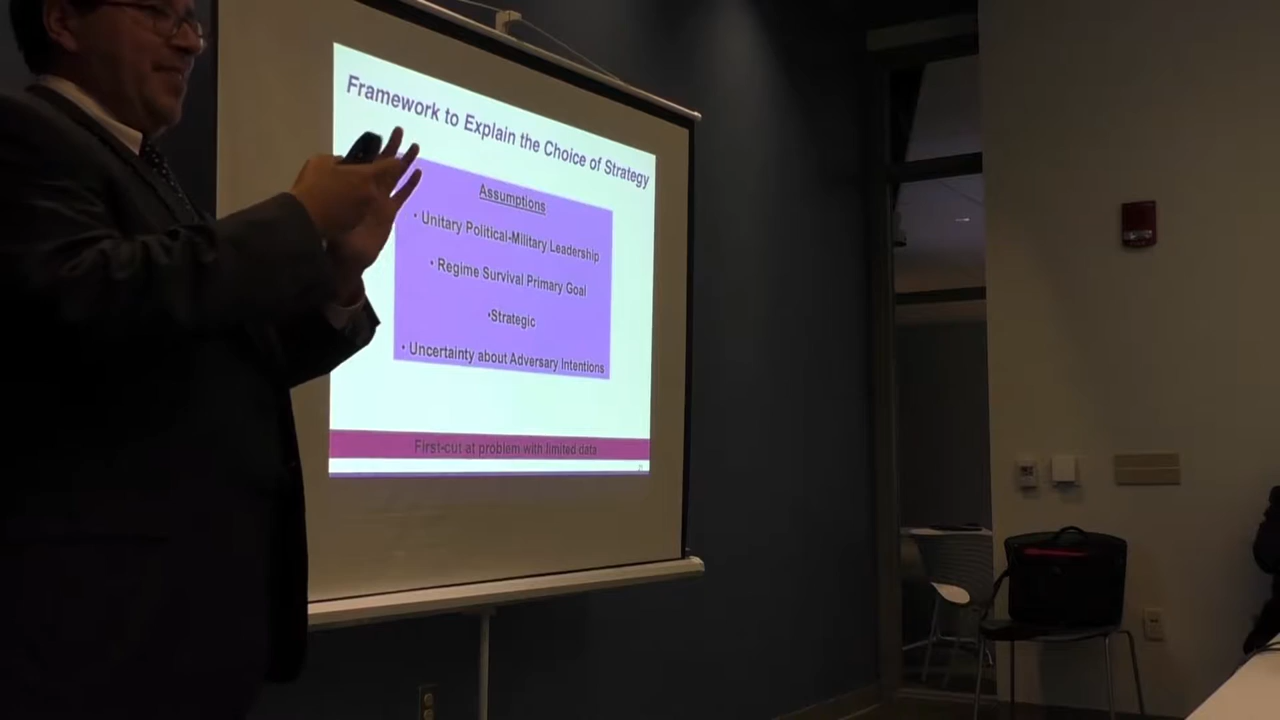 Framework to Explain the Choice of Strategy
Assumptions
• Unitary Political-Military Leadership
• Regime Survival Primary Goal
•Strategic
• Uncertainty about Adversary Intentions
First-cut at problem with limited data